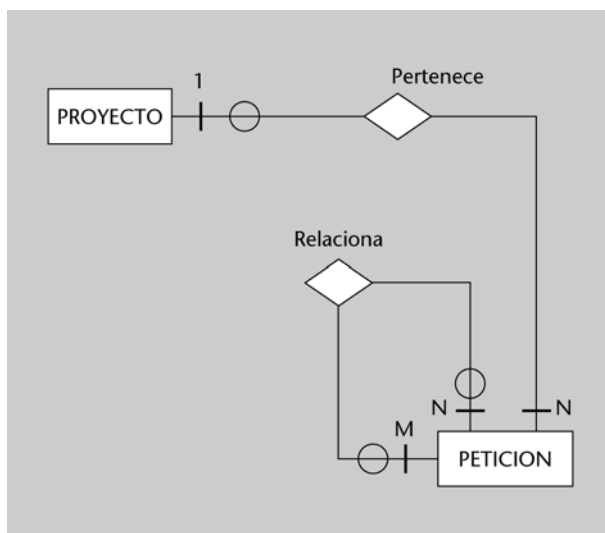 1
Pertenece
PROYECTO
Relaciona
N
N
M
PETICION